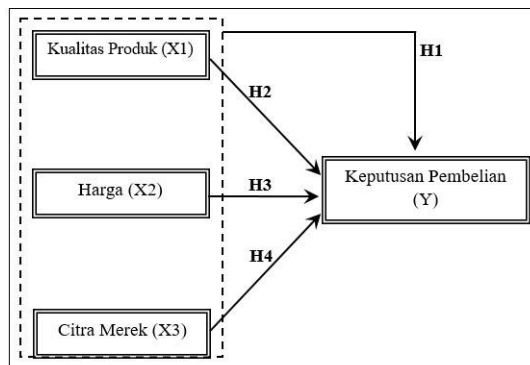 Kualitas Produk (X1)
H1
H2
Harga (X2)
H3
Keputusan Pembelian
(Y)
H4
Citra Merek (X3)